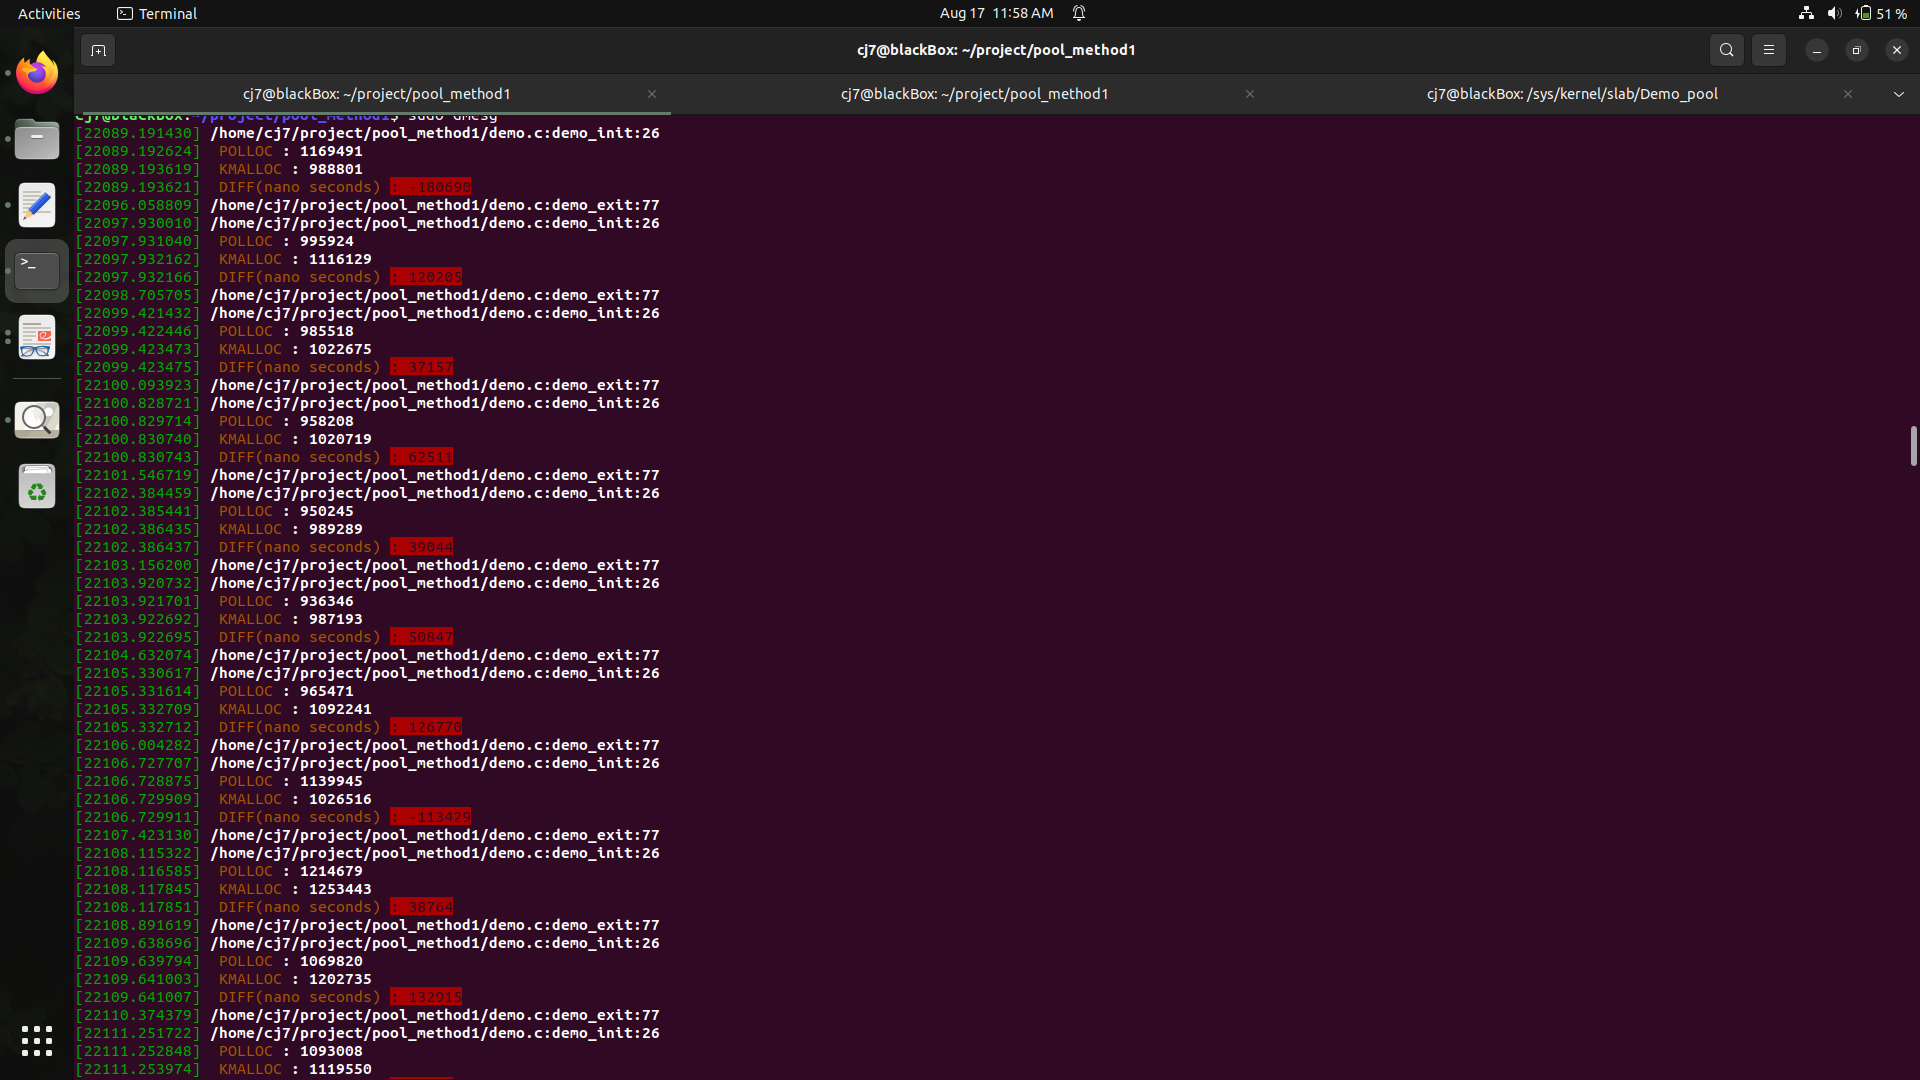 Activities
Terminal
Aug 17 11:58 AM
51 %
cj7@blackBox: ~/project/pool_method1
cj7@blackBox: ~/project/pool_method1
cj7@blackBox: ~/project/pool_method1
cj7@blackBox: /sys/kernel/slab/Demo_pool
cj7@blackBox:~/project/pool_method1$ sudo dmesg
[22089.191430] /home/cj7/project/pool_method1/demo.c:demo_init:26
[22089.192624] POLLOC : 1169491
[22089.193619] KMALLOC : 988801
[22089.193621] DIFF(nano seconds) : -180690
[22096.058809] /home/cj7/project/pool_method1/demo.c:demo_exit:77
[22097.930010] /home/cj7/project/pool_method1/demo.c:demo_init:26
[22097.931040] POLLOC : 995924
[22097.932162] KMALLOC : 1116129
[22097.932166] DIFF(nano seconds) : 120205
[22098.705705] /home/cj7/project/pool_method1/demo.c:demo_exit:77
[22099.421432] /home/cj7/project/pool_method1/demo.c:demo_init:26
[22099.422446] POLLOC : 985518
[22099.423473] KMALLOC : 1022675
[22099.423475] DIFF(nano seconds) : 37157
[22100.093923] /home/cj7/project/pool_method1/demo.c:demo_exit:77
[22100.828721] /home/cj7/project/pool_method1/demo.c:demo_init:26
[22100.829714] POLLOC : 958208
[22100.830740] KMALLOC : 1020719
[22100.830743] DIFF(nano seconds) : 62511
[22101.546719] /home/cj7/project/pool_method1/demo.c:demo_exit:77
[22102.384459] /home/cj7/project/pool_method1/demo.c:demo_init:26
[22102.385441] POLLOC : 950245
[22102.386435] KMALLOC : 989289
[22102.386437] DIFF(nano seconds) : 39044
[22103.156200] /home/cj7/project/pool_method1/demo.c:demo_exit:77
[22103.920732] /home/cj7/project/pool_method1/demo.c:demo_init:26
[22103.921701] POLLOC : 936346
[22103.922692] KMALLOC : 987193
[22103.922695] DIFF(nano seconds) : 50847
[22104.632074] /home/cj7/project/pool_method1/demo.c:demo_exit:77
[22105.330617] /home/cj7/project/pool_method1/demo.c:demo_init:26
[22105.331614] POLLOC : 965471
[22105.332709] KMALLOC : 1092241
[22105.332712] DIFF(nano seconds) : 126770
[22106.004282] /home/cj7/project/pool_method1/demo.c:demo_exit:77
[22106.727707] /home/cj7/project/pool_method1/demo.c:demo_init:26
[22106.728875] POLLOC : 1139945
[22106.729909] KMALLOC : 1026516
[22106.729911] DIFF(nano seconds) : -113429
[22107.423130] /home/cj7/project/pool_method1/demo.c:demo_exit:77
[22108.115322] /home/cj7/project/pool_method1/demo.c:demo_init:26
[22108.116585] POLLOC : 1214679
[22108.117845] KMALLOC : 1253443
[22108.117851] DIFF(nano seconds) : 38764
[22108.891619] /home/cj7/project/pool_method1/demo.c:demo_exit:77
[22109.638696] /home/cj7/project/pool_method1/demo.c:demo_init:26
[22109.639794] POLLOC : 1069820
[22109.641003] KMALLOC : 1202735
[22109.641007] DIFF(nano seconds) : 132915
[22110.374379] /home/cj7/project/pool_method1/demo.c:demo_exit:77
[22111.251722] /home/cj7/project/pool_method1/demo.c:demo_init:26
[22111.252848] POLLOC : 1093008
[22111.253974] KMALLOC : 1119550